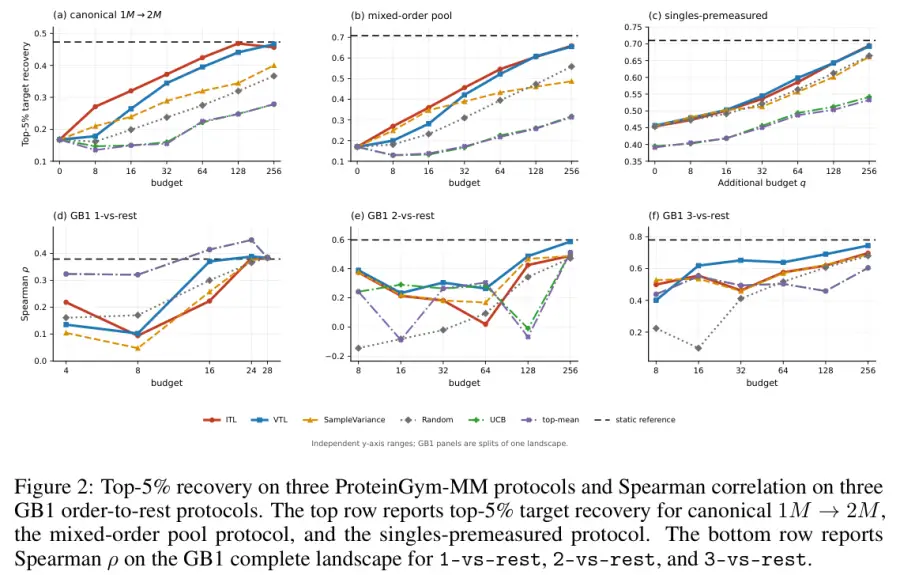 (a) canonical 1M → 2M
(b) mixed-order pool
(c) singles-premeasured
Top-5% target recovery
0.5
0.4
0.3
0.2
0.1
0 8 16 32 64 128 256
budget
0.7
0.6
0.5
0.4
0.3
0.2
0.1
0 8 16 32 64 128 256
budget
0.75
0.70
0.65
0.60
0.55
0.50
0.45
0.40
0.35
0 8 16 32 64 128 256
Additional budget q
(d) GB1 1-vs-rest
(e) GB1 2-vs-rest
(f) GB1 3-vs-rest
Spearman ρ
0.4
0.3
0.2
0.1
0.0
4 8 16 24 28
budget
0.6
0.4
0.2
0.0
−0.2
8 16 32 64 128 256
budget
0.8
0.6
0.4
0.2
8 16 32 64 128 256
budget
ITL VTL SampleVariance Random UCB top-mean static reference
Independent y-axis ranges; GB1 panels are splits of one landscape.
Figure 2: Top-5% recovery on three ProteinGym-MM protocols and Spearman correlation on three
GB1 order-to-rest protocols. The top row reports top-5% target recovery for canonical 1M → 2M,
the mixed-order pool protocol, and the singles-premeasured protocol. The bottom row reports
Spearman ρ on the GB1 complete landscape for 1-vs-rest, 2-vs-rest, and 3-vs-rest.